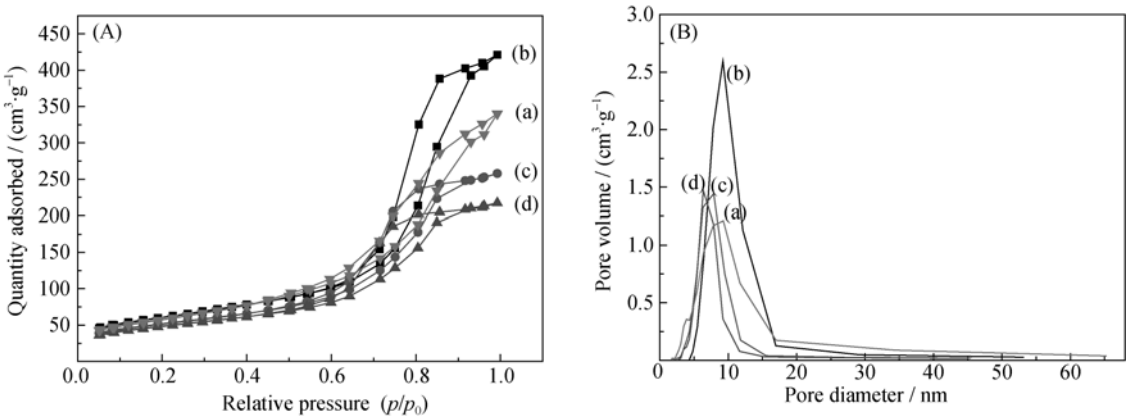 (A)
Quantity adsorbed / (cm³·g⁻¹)
450
400
350
300
250
200
150
100
50
(b)
(a)
(c)
(d)
0.0 0.2 0.4 0.6 0.8 1.0
Relative pressure (p/p₀)
(B)
Pore volume / (cm³·g⁻¹)
3.0
2.5
2.0
1.5
1.0
0.5
(b)
(d) (c)
(a)
0 10 20 30 40 50 60
Pore diameter / nm